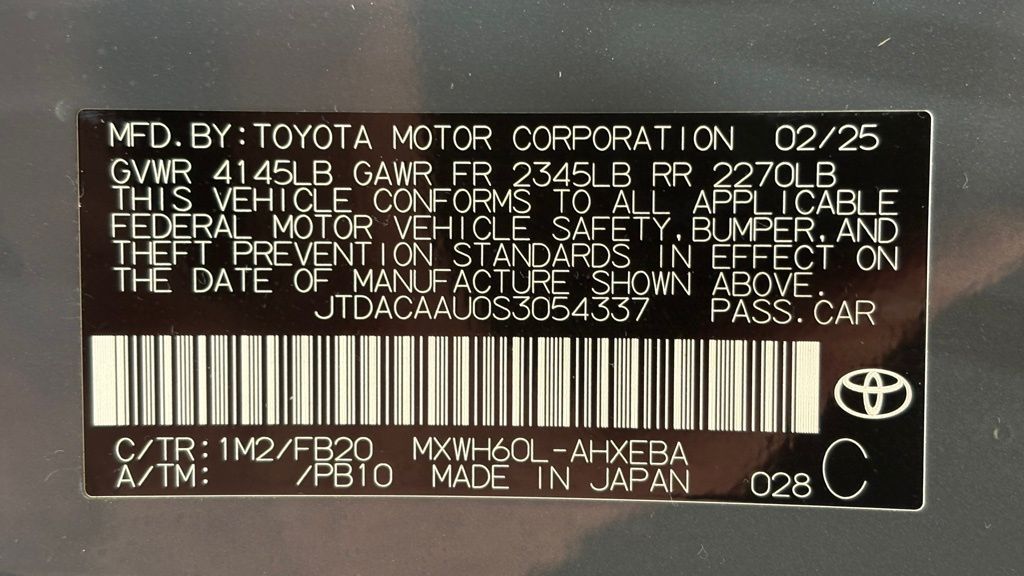 MFD.BY:TOYOTA MOTOR CORPORATION 02/25
GVWR 4145LB GAWR FR 2345LB RR 2270LB
THIS VEHICLE CONFORMS TO ALL APPLICABLE
FEDERAL MOTOR VEHICLE SAFETY,BUMPER,AND
THEFT PREVENTION STANDARDS IN EFFECT ON
THE DATE OF MANUFACTURE SHOWN ABOVE.
JTDACAAU0S3054337 PASS.CAR
C/TR:1M2/FB20 MXWH60L-AHXEBA
A/TM: /PB10 MADE IN JAPAN 028 C